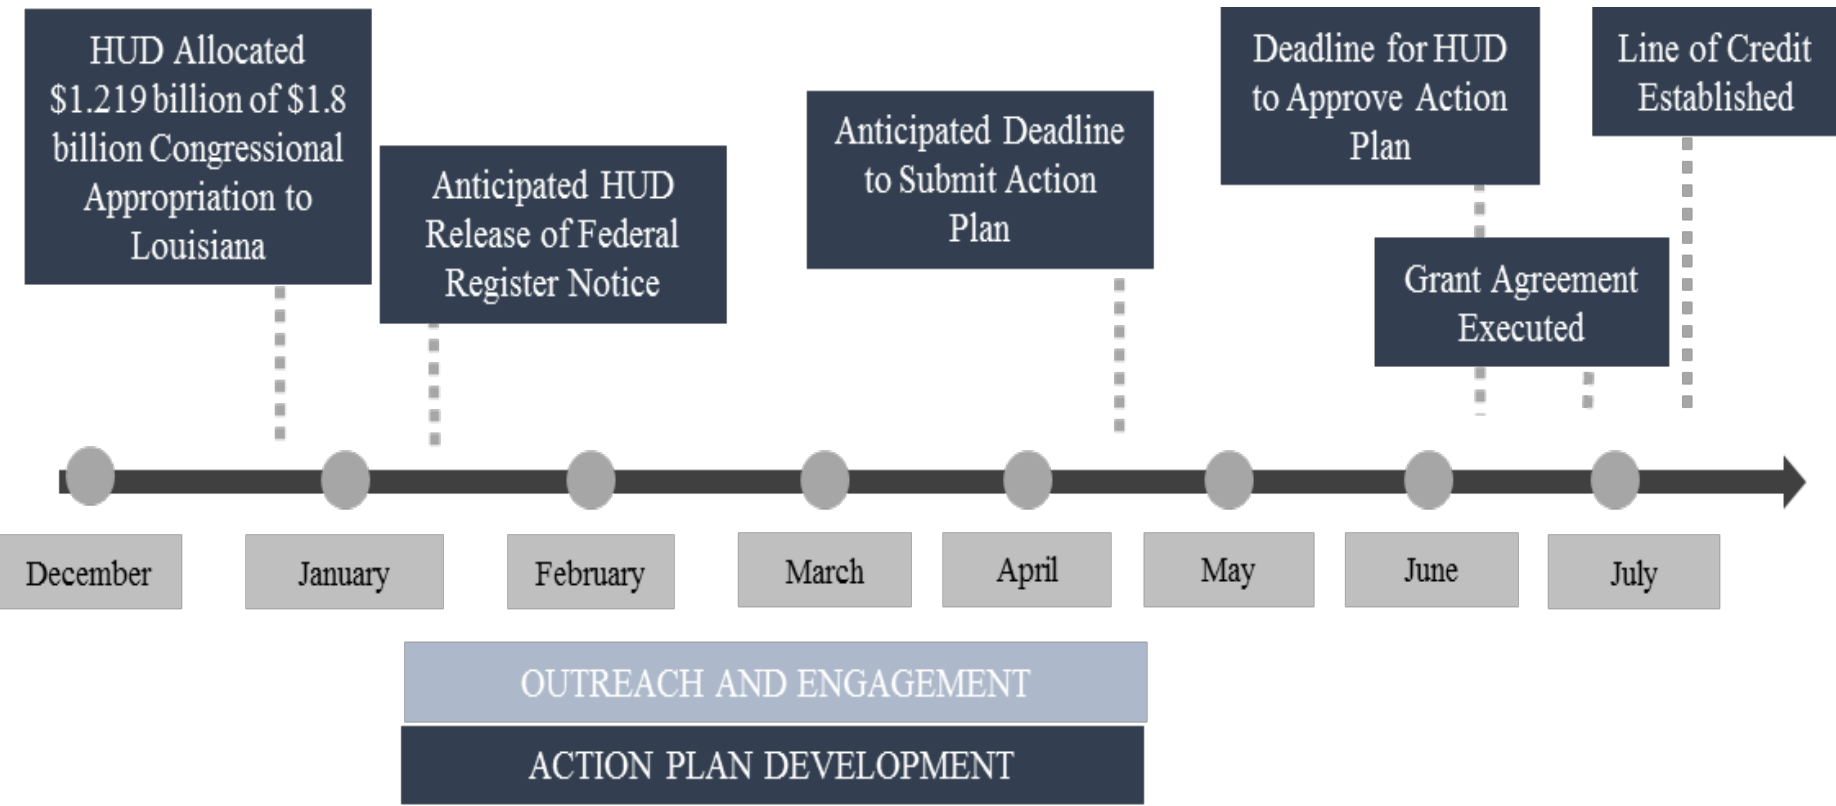 HUD Allocated
$1.219 billion of $1.8
billion Congressional
Appropriation to
Louisiana
Anticipated HUD
Release of Federal
Register Notice
Anticipated Deadline
to Submit Action
Plan
Deadline for HUD
to Approve Action
Plan
Grant Agreement
Executed
Line of Credit
Established
December
January
February
March
April
May
June
July
OUTREACH AND ENGAGEMENT
ACTION PLAN DEVELOPMENT